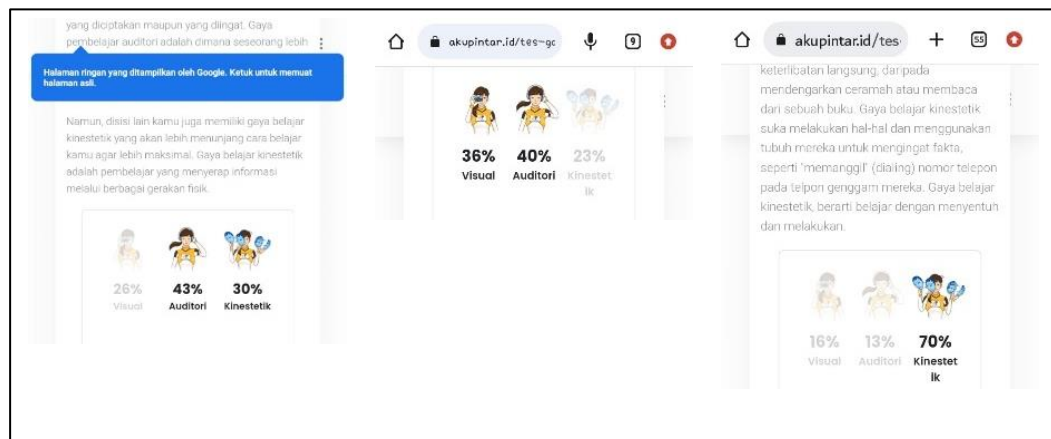 yang diciptakan maupun yang diingat. Gaya
pembelajar auditori adalah dimana seseorang lebih
Halaman ringan yang ditampilkan oleh Google. Ketuk untuk memuat
halaman asli.
Namun, disisi lain kamu juga memiliki gaya belajar
kinestetik yang akan lebih menunjang cara belajar
kamu agar lebih maksimal. Gaya belajar kinestetik
adalah pembelajar yang menyerap informasi
melalui berbagai gerakan fisik.
26% 43% 30%
Visual Auditori Kinestetik
akupintar.id/tes-gc 9
36% 40% 23%
Visual Auditori Kinestet
ik
akupintar.id/tes- 55
keterlibatan langsung, daripada
mendengarkan ceramah atau membaca
dari sebuah buku. Gaya belajar kinestetik
suka melakukan hal-hal dan menggunakan
tubuh mereka untuk mengingat fakta,
seperti 'memanggil' (dialing) nomor telepon
pada telpon genggam mereka. Gaya belajar
kinestetik, berarti belajar dengan menyentuh
dan melakukan.
16% 13% 70%
Visual Auditori Kinestet
ik